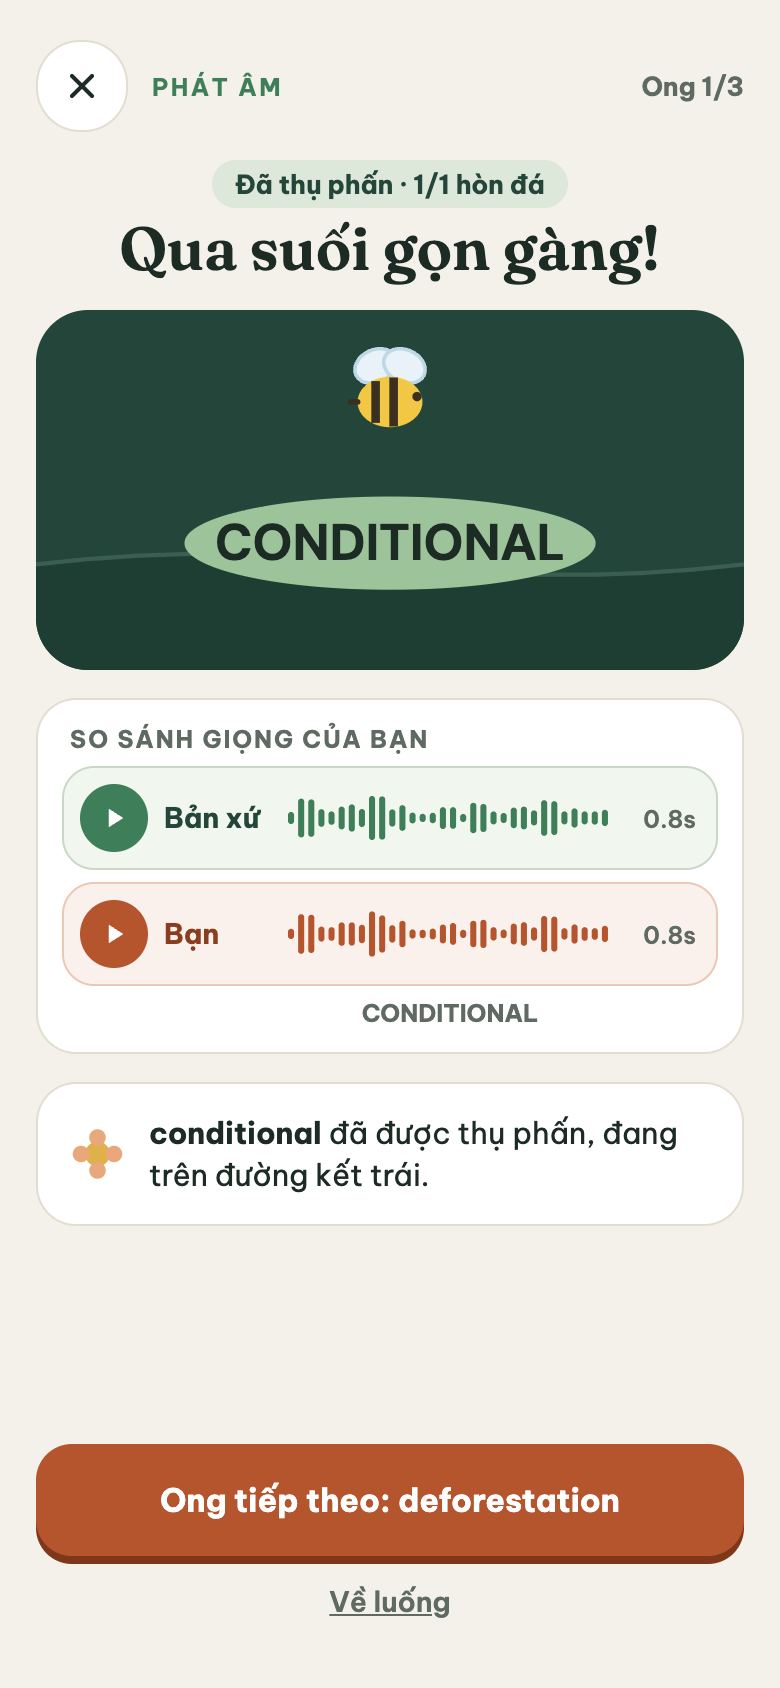 PHÁT ÂM
Ong 1/3
Đã thụ phấn · 1/1 hòn đá
Qua suối gọn gàng!
CONDITIONAL
SO SÁNH GIỌNG CỦA BẠN
Bản xứ
0.8s
Bạn
0.8s
CONDITIONAL
conditional đã được thụ phấn, đang
trên đường kết trái.
Ong tiếp theo: deforestation
Về luống